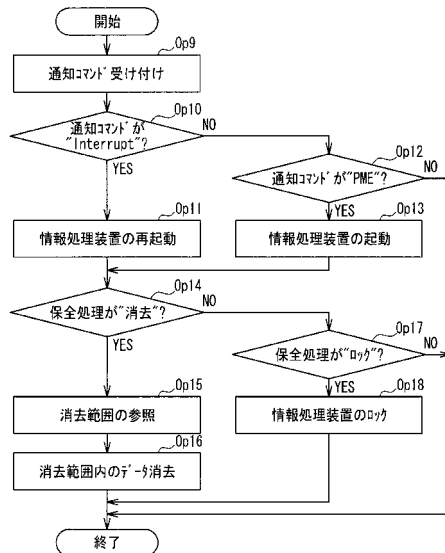 開始
Op9
通知ｺﾏﾝﾄﾞ受け付け
Op10
通知ｺﾏﾝﾄﾞが
"Interrupt"?
NO
YES
Op12
通知ｺﾏﾝﾄﾞが"PME"?
NO
YES
Op11
情報処理装置の再起動
Op13
情報処理装置の起動
Op14
保全処理が"消去"?
NO
YES
Op17
保全処理が"ﾛｯｸ"?
NO
YES
Op15
消去範囲の参照
Op18
情報処理装置のﾛｯｸ
Op16
消去範囲内のﾃﾞｰﾀ消去
終了